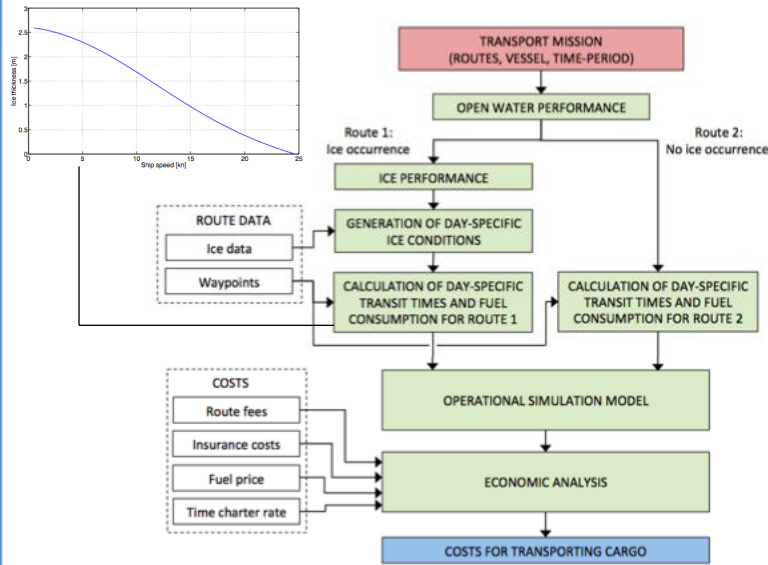 3
2.5
2
1.5
1
0.5
0
0
5
10
15
20
25
Ice thickness [m]
Ship speed [kn]
TRANSPORT MISSION
(ROUTES, VESSEL, TIME-PERIOD)
OPEN WATER PERFORMANCE
Route 1:
Ice occurrence
Route 2:
No ice occurrence
ICE PERFORMANCE
ROUTE DATA
Ice data
Waypoints
GENERATION OF DAY-SPECIFIC
ICE CONDITIONS
CALCULATION OF DAY-SPECIFIC
TRANSIT TIMES AND FUEL
CONSUMPTION FOR ROUTE 1
CALCULATION OF DAY-SPECIFIC
TRANSIT TIMES AND FUEL
CONSUMPTION FOR ROUTE 2
COSTS
Route fees
Insurance costs
Fuel price
Time charter rate
OPERATIONAL SIMULATION MODEL
ECONOMIC ANALYSIS
COSTS FOR TRANSPORTING CARGO